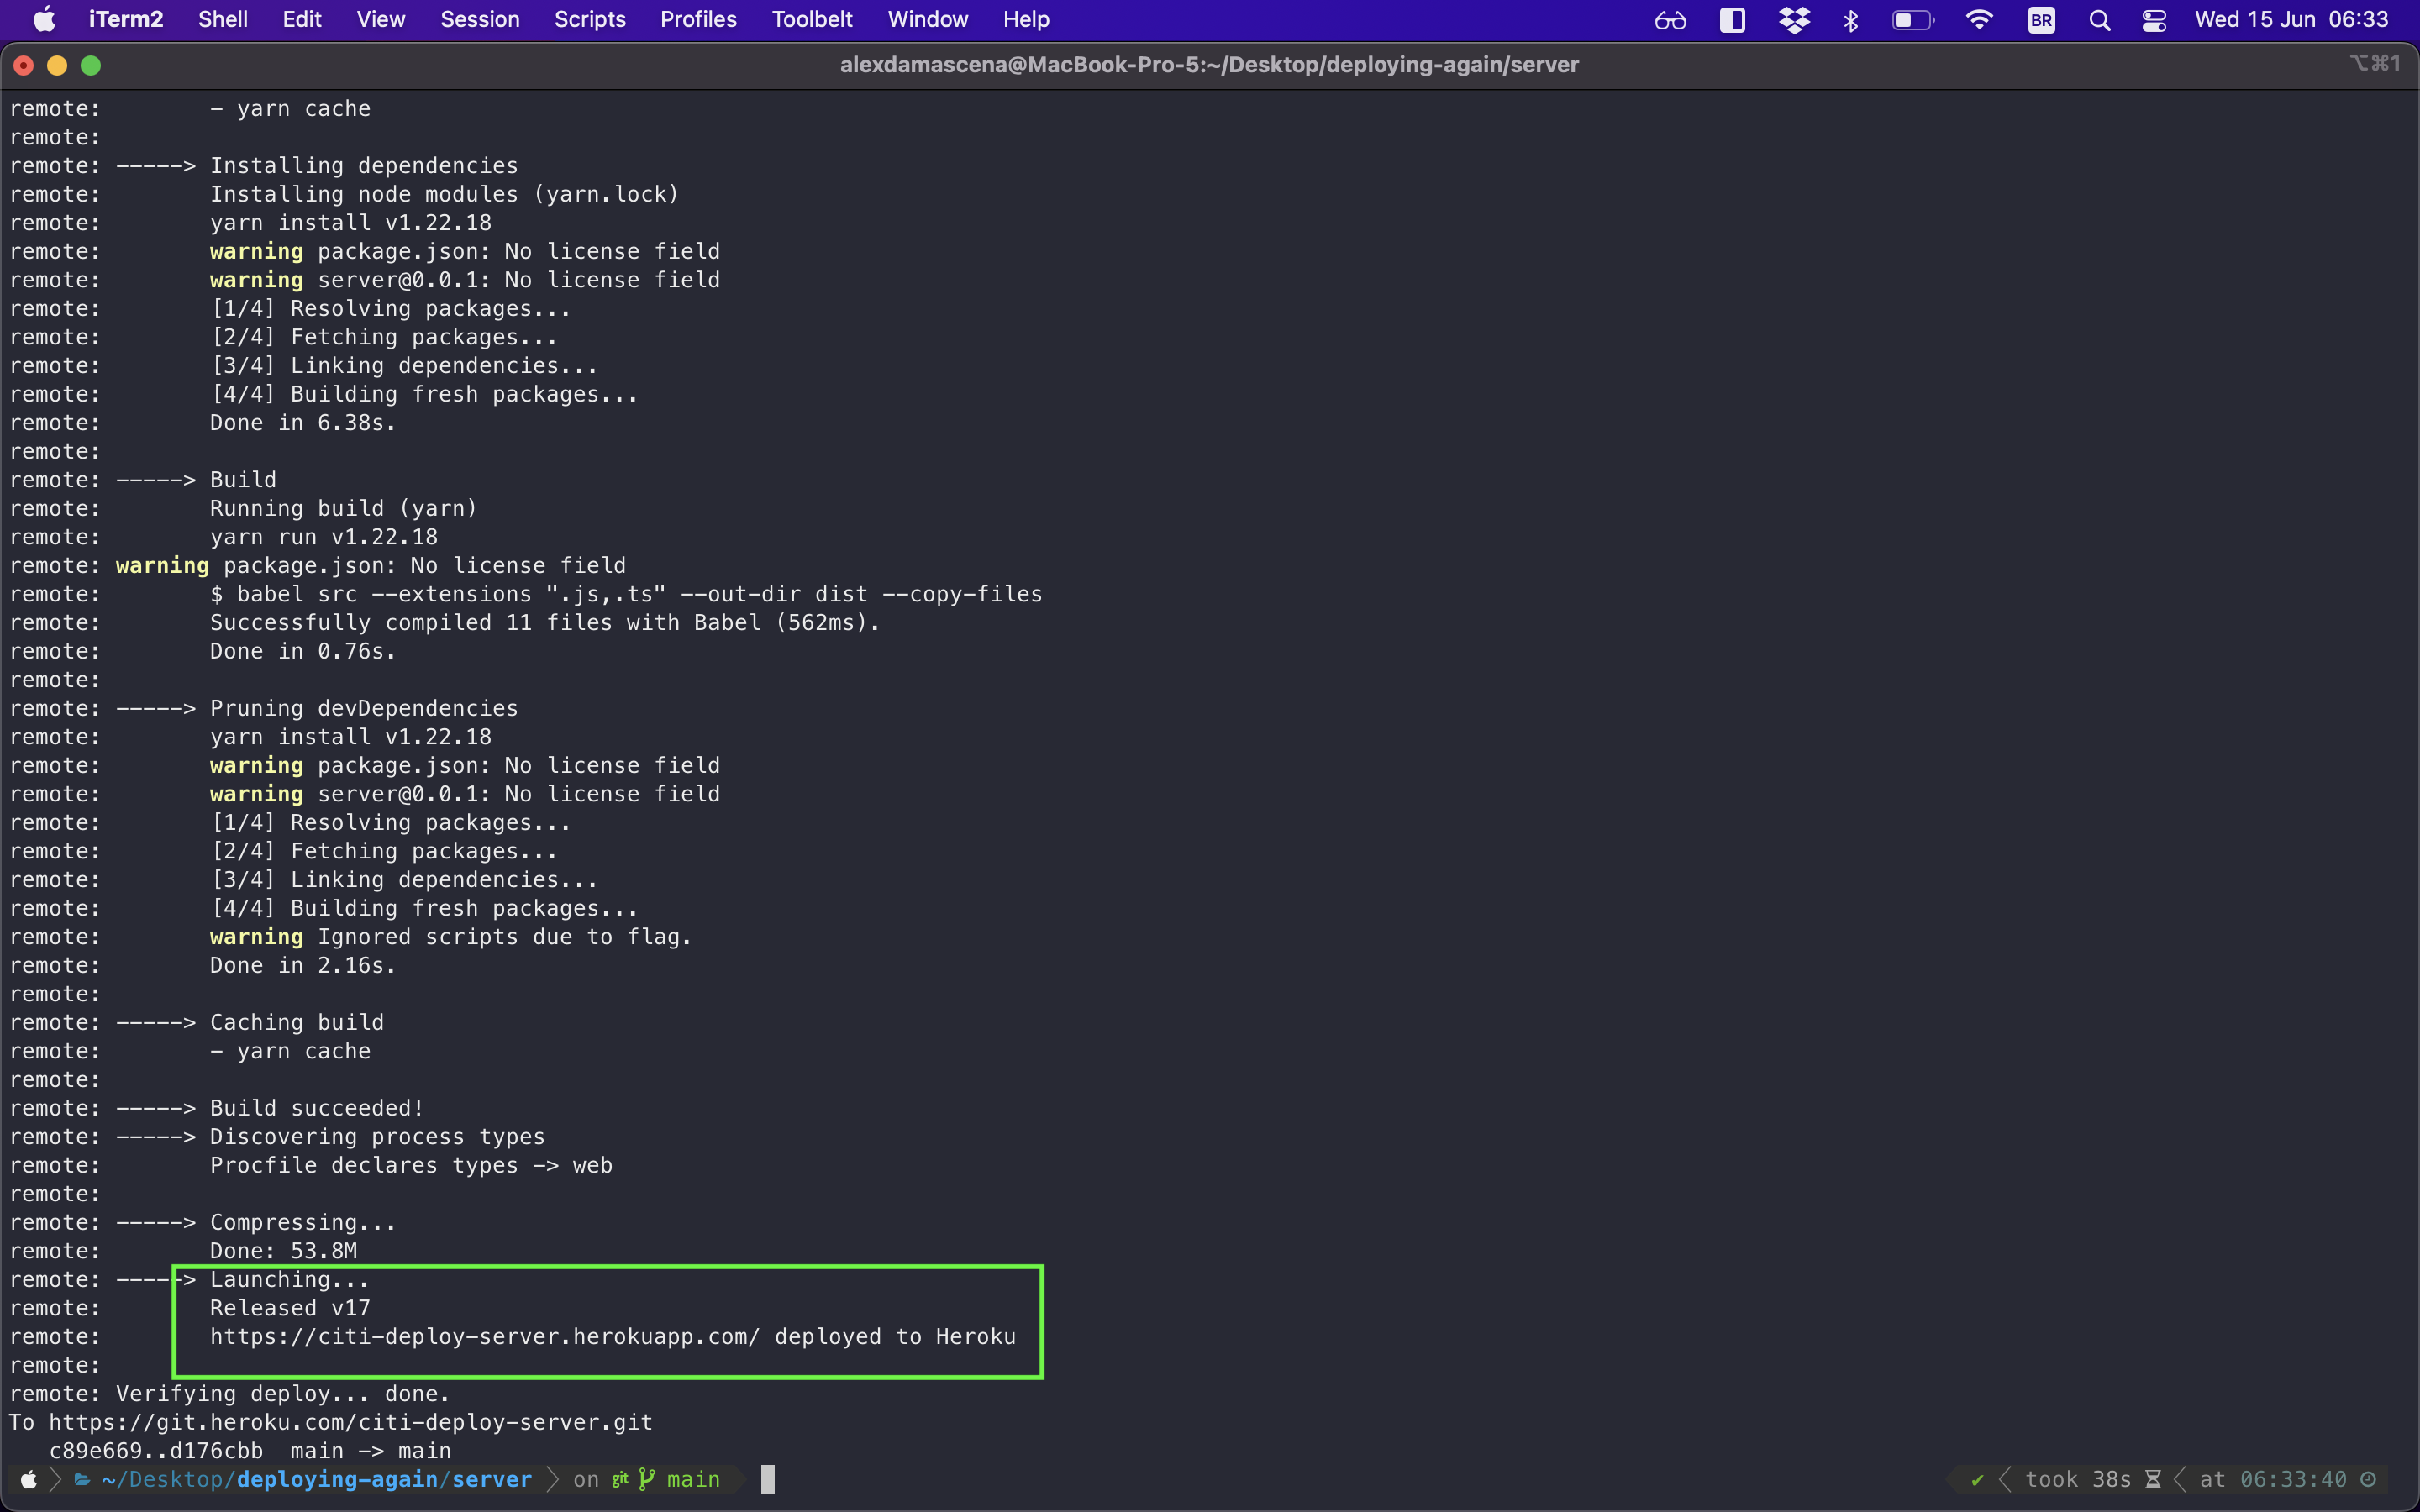 iTerm2 Shell Edit View Session Scripts Profiles Toolbelt Window Help BR Wed 15 Jun 06:33
alexdamascena@MacBook-Pro-5:~/Desktop/deploying-again/server ⌥⌘1
remote:        - yarn cache
remote:
remote: -----> Installing dependencies
remote:        Installing node modules (yarn.lock)
remote:        yarn install v1.22.18
remote:        warning package.json: No license field
remote:        warning server@0.0.1: No license field
remote:        [1/4] Resolving packages...
remote:        [2/4] Fetching packages...
remote:        [3/4] Linking dependencies...
remote:        [4/4] Building fresh packages...
remote:        Done in 6.38s.
remote:
remote: -----> Build
remote:        Running build (yarn)
remote:        yarn run v1.22.18
remote: warning package.json: No license field
remote:        $ babel src --extensions ".js,.ts" --out-dir dist --copy-files
remote:        Successfully compiled 11 files with Babel (562ms).
remote:        Done in 0.76s.
remote:
remote: -----> Pruning devDependencies
remote:        yarn install v1.22.18
remote:        warning package.json: No license field
remote:        warning server@0.0.1: No license field
remote:        [1/4] Resolving packages...
remote:        [2/4] Fetching packages...
remote:        [3/4] Linking dependencies...
remote:        [4/4] Building fresh packages...
remote:        warning Ignored scripts due to flag.
remote:        Done in 2.16s.
remote:
remote: -----> Caching build
remote:        - yarn cache
remote:
remote: -----> Build succeeded!
remote: -----> Discovering process types
remote:        Procfile declares types -> web
remote:
remote: -----> Compressing...
remote:        Done: 53.8M
remote: -----> Launching...
remote:        Released v17
remote:        https://citi-deploy-server.herokuapp.com/ deployed to Heroku
remote:
remote: Verifying deploy... done.
To https://git.heroku.com/citi-deploy-server.git
   c89e669..d176cbb  main -> main
~/Desktop/deploying-again/server on git main ✔ took 38s at 06:33:40